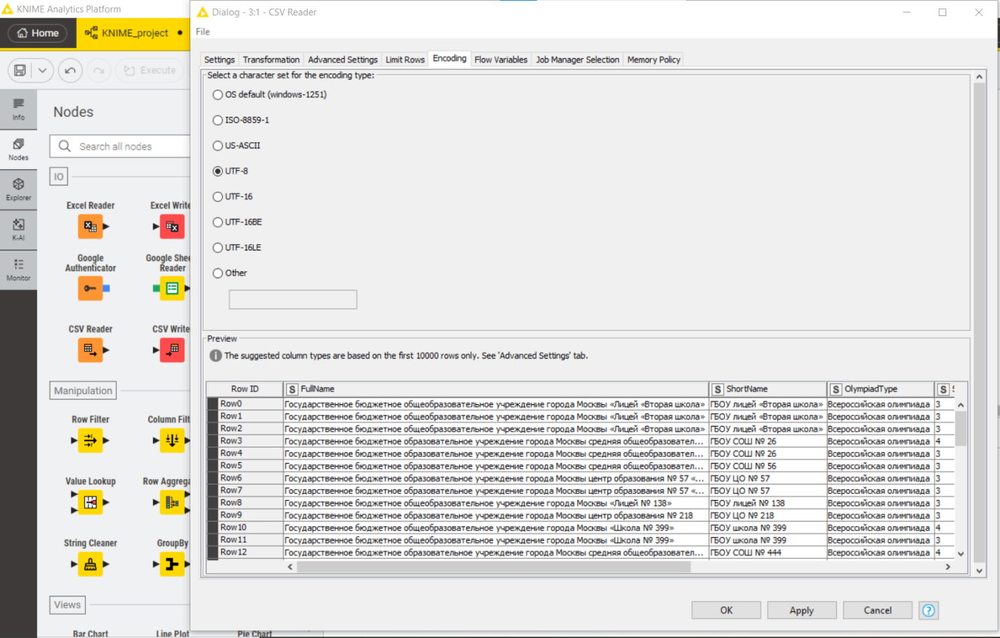 KNIME Analytics Platform
Dialog - 3:1 - CSV Reader
Home
KNIME_project
File
Execute
Settings Transformation Advanced Settings Limit Rows Encoding Flow Variables Job Manager Selection Memory Policy
Info
Nodes
Explorer
K-AI
Monitor
Nodes
Search all nodes
IO
Excel Reader Excel Write
Google Authenticator
Google Shee
Reader
CSV Reader CSV Write
Manipulation
Row Filter Column Filt
Value Lookup Row Aggrega
String Cleaner GroupBy
Views
Bar Chart Line Plot Pie Chart
Select a character set for the encoding type:
OS default (windows-1251)
ISO-8859-1
US-ASCII
UTF-8
UTF-16
UTF-16BE
UTF-16LE
Other
Preview
The suggested column types are based on the first 10000 rows only. See 'Advanced Settings' tab.
Row ID S FullName S ShortName S OlympiadType S
Row0 Государственное бюджетное общеобразовательное учреждение города Москвы «Лицей «Вторая школа» ГБОУ лицей «Вторая школа» Всероссийская олимпиада 3
Row1 Государственное бюджетное общеобразовательное учреждение города Москвы «Лицей «Вторая школа» ГБОУ лицей «Вторая школа» Всероссийская олимпиада 3
Row2 Государственное бюджетное общеобразовательное учреждение города Москвы «Лицей «Вторая школа» ГБОУ лицей «Вторая школа» Всероссийская олимпиада 3
Row3 Государственное бюджетное образовательное учреждение города Москвы средняя общеобразовател... ГБОУ СОШ № 26 Всероссийская олимпиада 4
Row4 Государственное бюджетное образовательное учреждение города Москвы средняя общеобразовател... ГБОУ СОШ № 26 Всероссийская олимпиада 3
Row5 Государственное бюджетное образовательное учреждение города Москвы средняя общеобразовател... ГБОУ СОШ № 56 Всероссийская олимпиада 3
Row6 Государственное бюджетное образовательное учреждение города Москвы центр образования № 57 «... ГБОУ ЦО № 57 Всероссийская олимпиада 3
Row7 Государственное бюджетное образовательное учреждение города Москвы центр образования № 57 «... ГБОУ ЦО № 57 Всероссийская олимпиада 3
Row8 Государственное бюджетное общеобразовательное учреждение города Москвы «Лицей № 138» ГБОУ лицей № 138 Всероссийская олимпиада 3
Row9 Государственное бюджетное образовательное учреждение города Москвы центр образования № 218 ГБОУ ЦО № 218 Всероссийская олимпиада 3
Row10 Государственное бюджетное общеобразовательное учреждение города Москвы «Школа № 399» ГБОУ школа № 399 Всероссийская олимпиада 4
Row11 Государственное бюджетное общеобразовательное учреждение города Москвы «Школа № 399» ГБОУ школа № 399 Всероссийская олимпиада 3
Row12 Государственное бюджетное образовательное учреждение города Москвы средняя общеобразовател... ГБОУ СОШ № 444 Всероссийская олимпиада 4
OK Apply Cancel ?